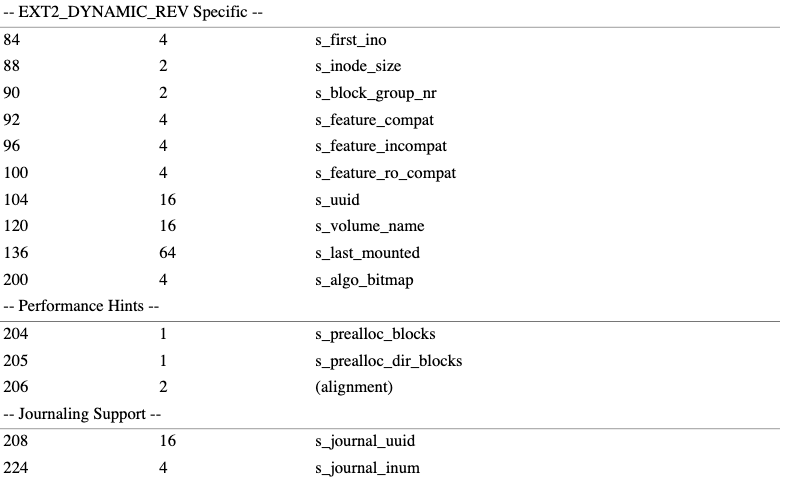 -- EXT2_DYNAMIC_REV Specific --
84 4 s_first_ino
88 2 s_inode_size
90 2 s_block_group_nr
92 4 s_feature_compat
96 4 s_feature_incompat
100 4 s_feature_ro_compat
104 16 s_uuid
120 16 s_volume_name
136 64 s_last_mounted
200 4 s_algo_bitmap
-- Performance Hints --
204 1 s_prealloc_blocks
205 1 s_prealloc_dir_blocks
206 2 (alignment)
-- Journaling Support --
208 16 s_journal_uuid
224 4 s_journal_inum